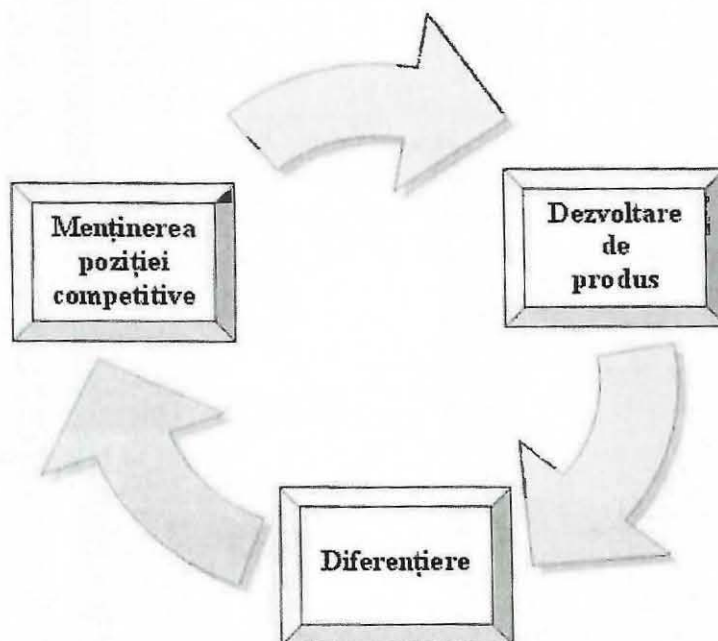 Menținerea
poziției
competitive
Dezvoltare
de
produs
Diferențiere